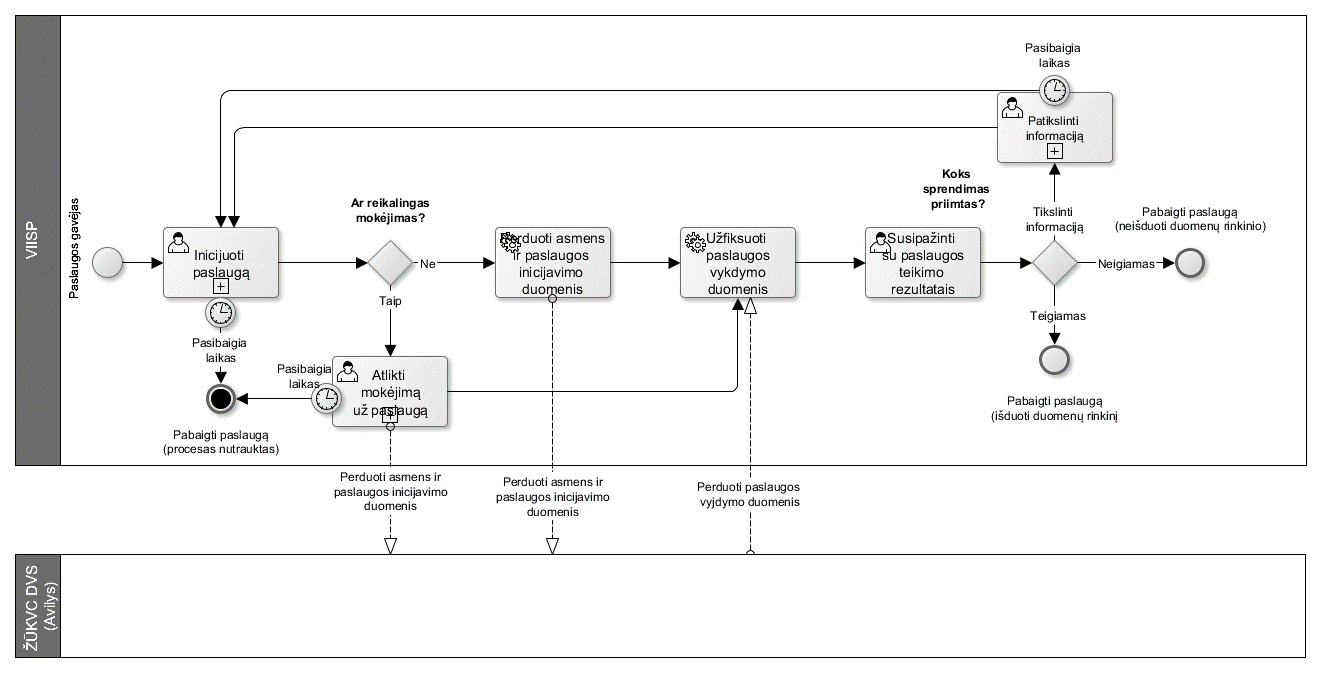 VIISP
Paslaugos gavėjas
Pasibaigia
laikas
Patikslinti
informaciją
Koks
sprendimas
priimtas?
Ar reikalingas
mokėjimas?
Tikslinti
informaciją
Pabaigti paslaugą
(neišduoti duomenų rinkinio)
Inicijuoti
paslaugą
Ne
Perduoti asmens
ir paslaugos
inicijavimo
duomenis
Užfiksuoti
paslaugos
vykdymo
duomenis
Susipažinti
su paslaugos
teikimo
rezultatais
Neigiamas
Taip
Teigiamas
Pasibaigia
laikas
Pasibaigia
laikas
Atlikti
mokėjimą
už paslaugą
Pabaigti paslaugą
(procesas nutrauktas)
Pabaigti paslaugą
(išduoti duomenų rinkinį
Perduoti asmens ir
paslaugos inicijavimo
duomenis
Perduoti asmens ir
paslaugos inicijavimo
duomenis
Perduoti paslaugos
vyjdymo duomenis
ŽŪKVC DVS
(Avilys)